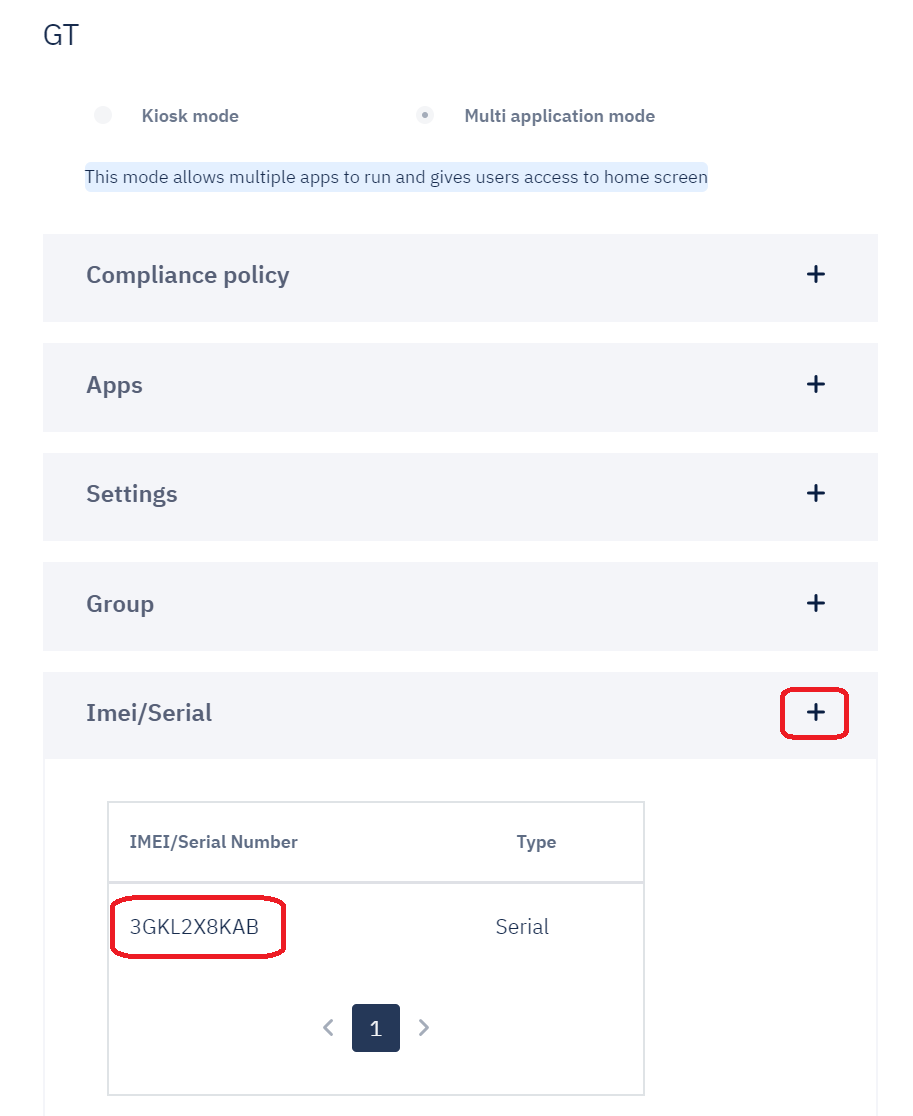 GT
Kiosk mode Multi application mode
This mode allows multiple apps to run and gives users access to home screen
Compliance policy +
Apps +
Settings +
Group +
Imei/Serial +
IMEI/Serial Number Type
3GKL2X8KAB Serial
< 1 >